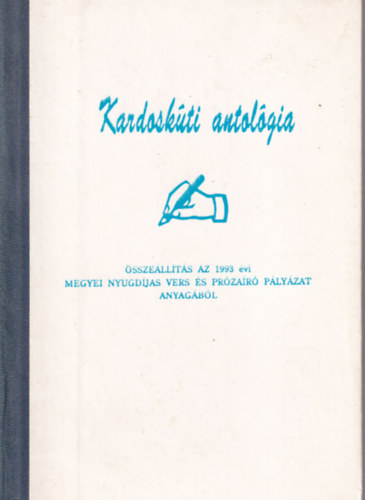 Kardoskúti antológia
ÖSSZEÁLLÍTÁS AZ 1993 évi
MEGYEI NYUGDÍJAS VERS ÉS PRÓZAÍRÓ PÁLYÁZAT
ANYAGÁBÓL